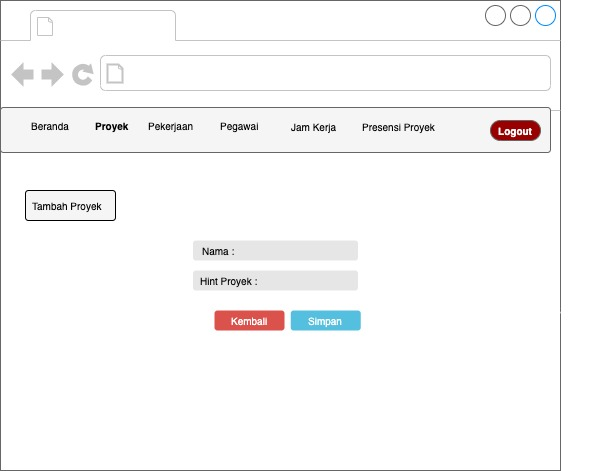 Beranda Proyek Pekerjaan Pegawai Jam Kerja Presensi Proyek Logout
Tambah Proyek
Nama :
Hint Proyek :
Kembali Simpan